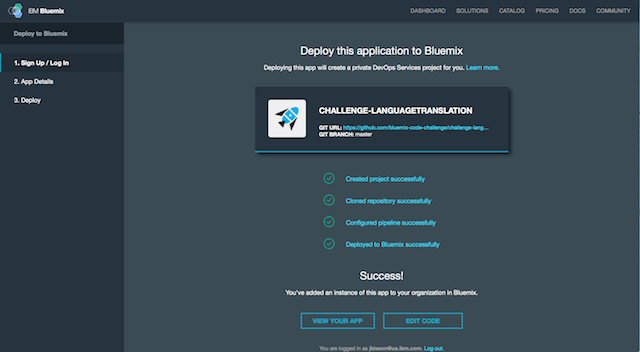 IBM Bluemix
DASHBOARD SOLUTIONS CATALOG PRICING DOCS COMMUNITY
Deploy to Bluemix
1. Sign Up / Log In
2. App Details
3. Deploy
Deploy this application to Bluemix
Deploying this app will create a private DevOps Services project for you. Learn more.
CHALLENGE-LANGUAGETRANSLATION
GIT URL: https://github.com/bluemix-code-challenge/challenge-lang...
GIT BRANCH: master
Created project successfully
Cloned repository successfully
Configured pipeline successfully
Deployed to Bluemix successfully
Success!
You've added an instance of this app to your organization in Bluemix.
VIEW YOUR APP EDIT CODE
You are logged in as jbisom@us.ibm.com. Log out.